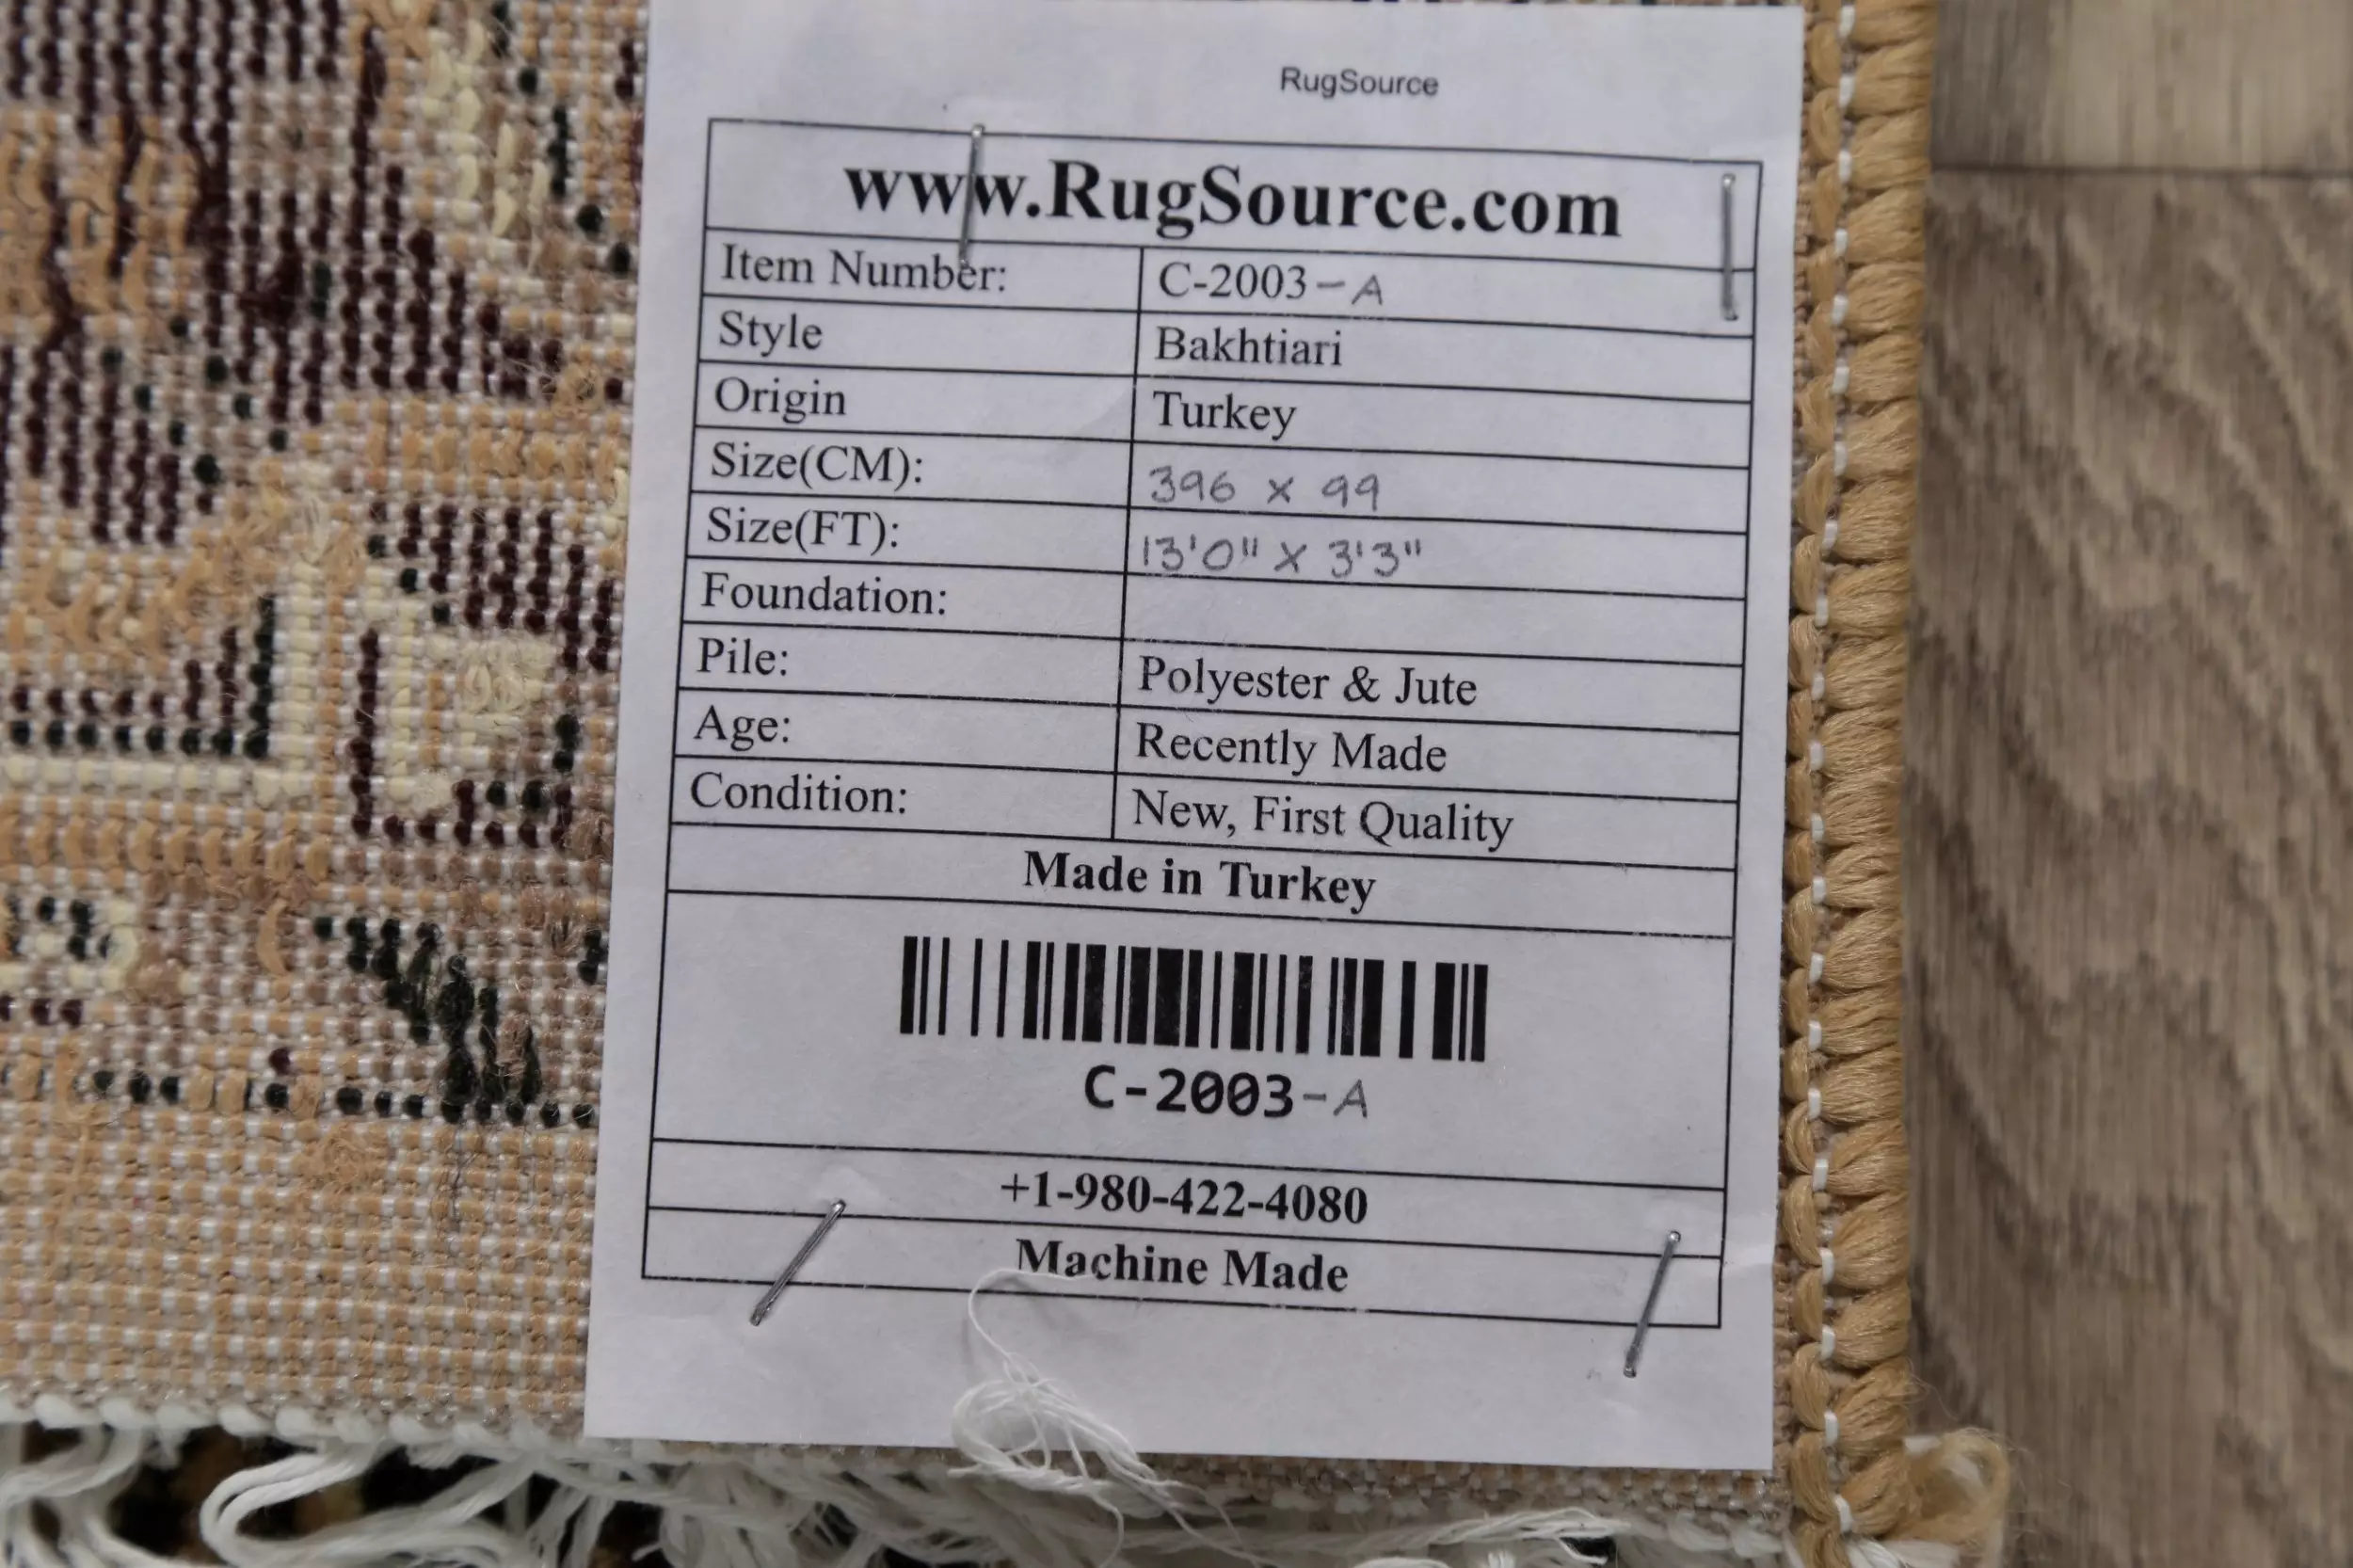 RugSource
www.RugSource.com
Item Number: C-2003-A
Style Bakhtiari
Origin Turkey
Size(CM): 396 x 99
Size(FT): 13'0" x 3'3"
Foundation:
Pile: Polyester & Jute
Age: Recently Made
Condition: New, First Quality
Made in Turkey
C-2003-A
+1-980-422-4080
Machine Made